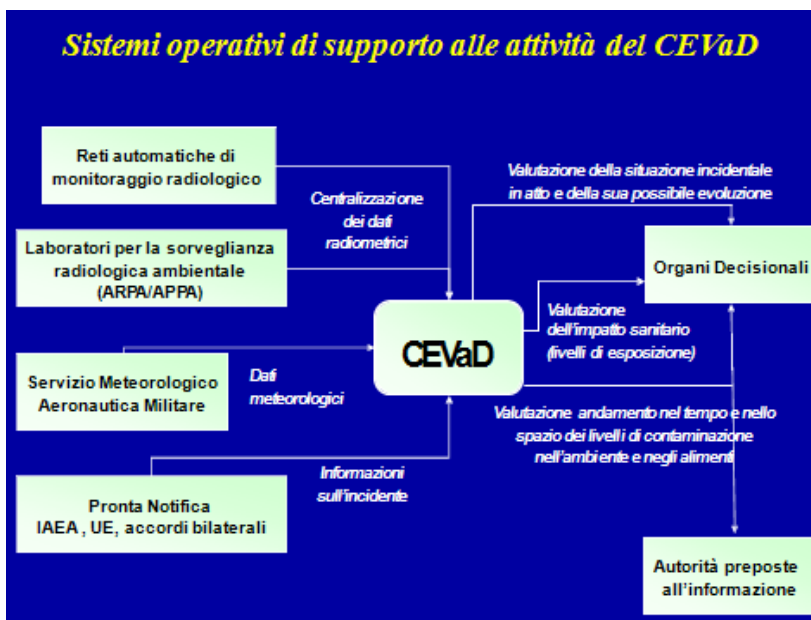 Sistemi operativi di supporto alle attività del CEVaD
Reti automatiche di
monitoraggio radiologico
Centralizzazione
dei dati
radiometrici
Valutazione della situazione incidentale
in atto e della sua possibile evoluzione
Laboratori per la sorveglianza
radiologica ambientale
(ARPA/APPA)
Organi Decisionali
CEVaD
Valutazione
dell'impatto sanitario
(livelli di esposizione)
Servizio Meteorologico
Aeronautica Militare
Dati
meteorologici
Valutazione andamento nel tempo e nello
spazio dei livelli di contaminazione
nell'ambiente e negli alimenti
Informazioni
sull'incidente
Pronta Notifica
IAEA , UE, accordi bilaterali
Autorità preposte
all'informazione